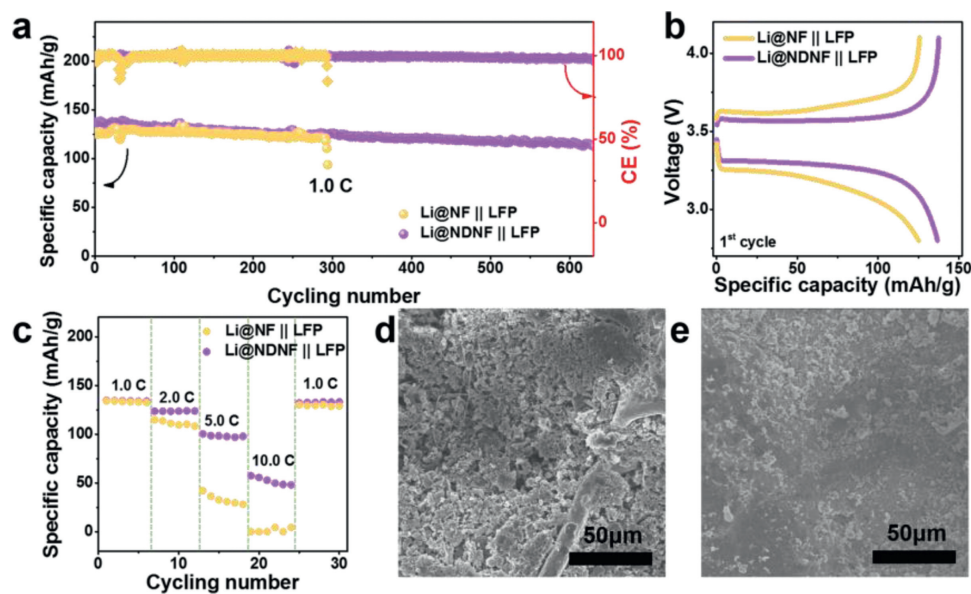 a
Specific capacity (mAh/g)
200
150
100
50
0
0
100
200
300
400
500
600
Cycling number
100
50
0
CE (%)
1.0 C
Li@NF || LFP
Li@NDNF || LFP
b
Voltage (V)
4.2
3.6
3.0
0
50
100
150
Specific capacity (mAh/g)
Li@NF || LFP
Li@NDNF || LFP
1st cycle
c
Specific capacity (mAh/g)
200
150
100
50
0
0
10
20
30
Cycling number
Li@NF || LFP
Li@NDNF || LFP
1.0 C
2.0 C
5.0 C
10.0 C
1.0 C
d
50μm
e
50μm